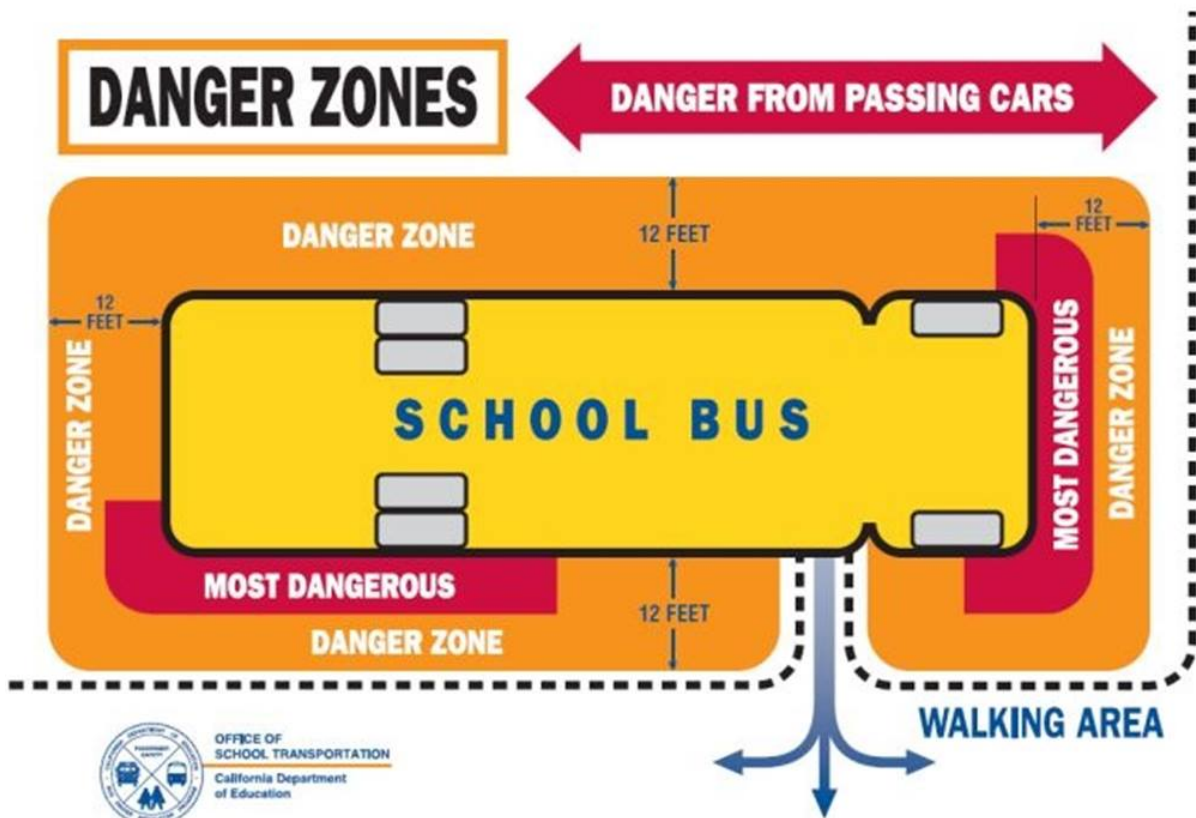 DANGER ZONES
DANGER FROM PASSING CARS
DANGER ZONE
12 FEET
12
FEET
12
FEET
DANGER ZONE
SCHOOL BUS
MOST DANGEROUS
DANGER ZONE
MOST DANGEROUS
12 FEET
DANGER ZONE
WALKING AREA
OFFICE OF
SCHOOL TRANSPORTATION
California Department
of Education